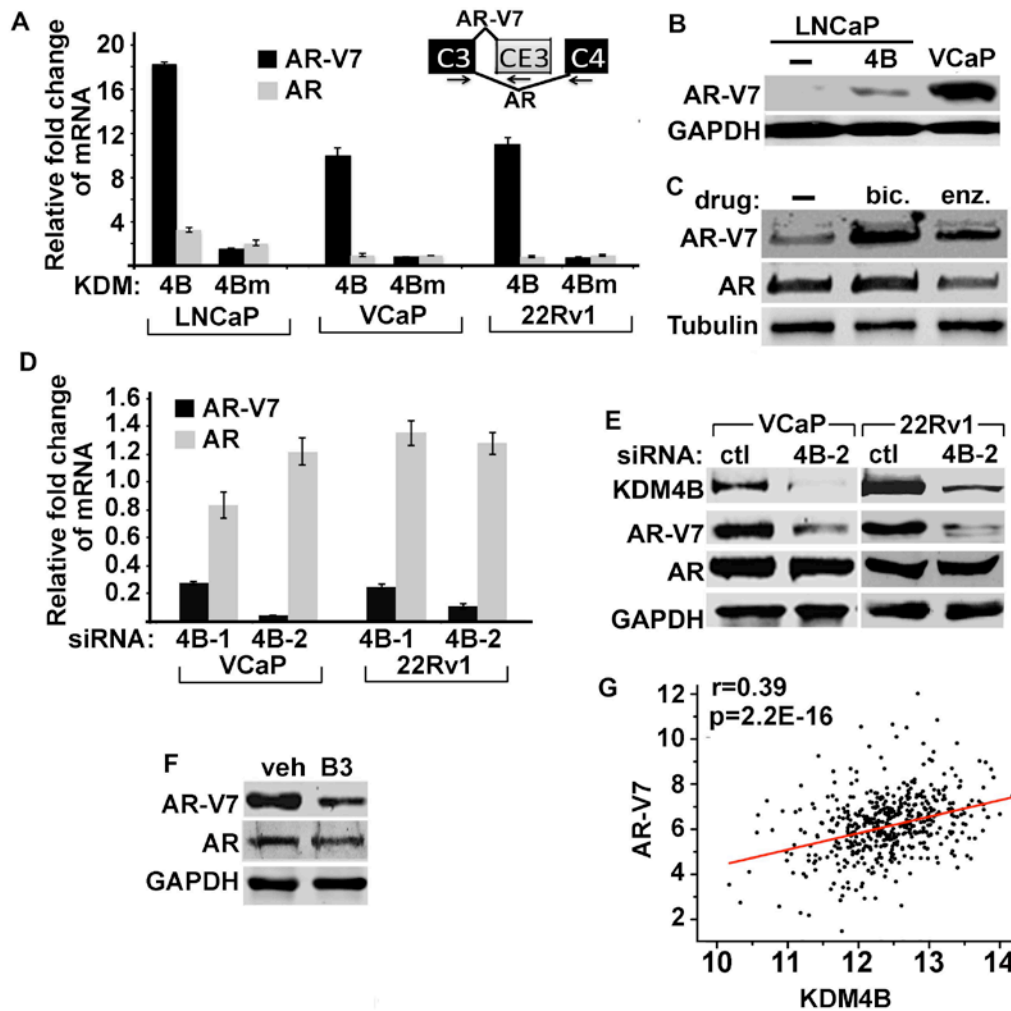 A
Relative fold change
of mRNA
20
16
12
8
4
AR-V7
AR
AR-V7
C3 CE3 C4
AR
KDM: 4B 4Bm 4B 4Bm 4B 4Bm
LNCaP VCaP 22Rv1
B
LNCaP
– 4B VCaP
AR-V7
GAPDH
C
drug: – bic. enz.
AR-V7
AR
Tubulin
D
Relative fold change
of mRNA
1.6
1.4
1.2
1.0
0.8
0.6
0.4
0.2
AR-V7
AR
siRNA: 4B-1 4B-2 4B-1 4B-2
VCaP 22Rv1
E
VCaP 22Rv1
siRNA: ctl 4B-2 ctl 4B-2
KDM4B
AR-V7
AR
GAPDH
F
veh B3
AR-V7
AR
GAPDH
G
r=0.39
p=2.2E-16
AR-V7
12
10
8
6
4
2
10 11 12 13 14
KDM4B